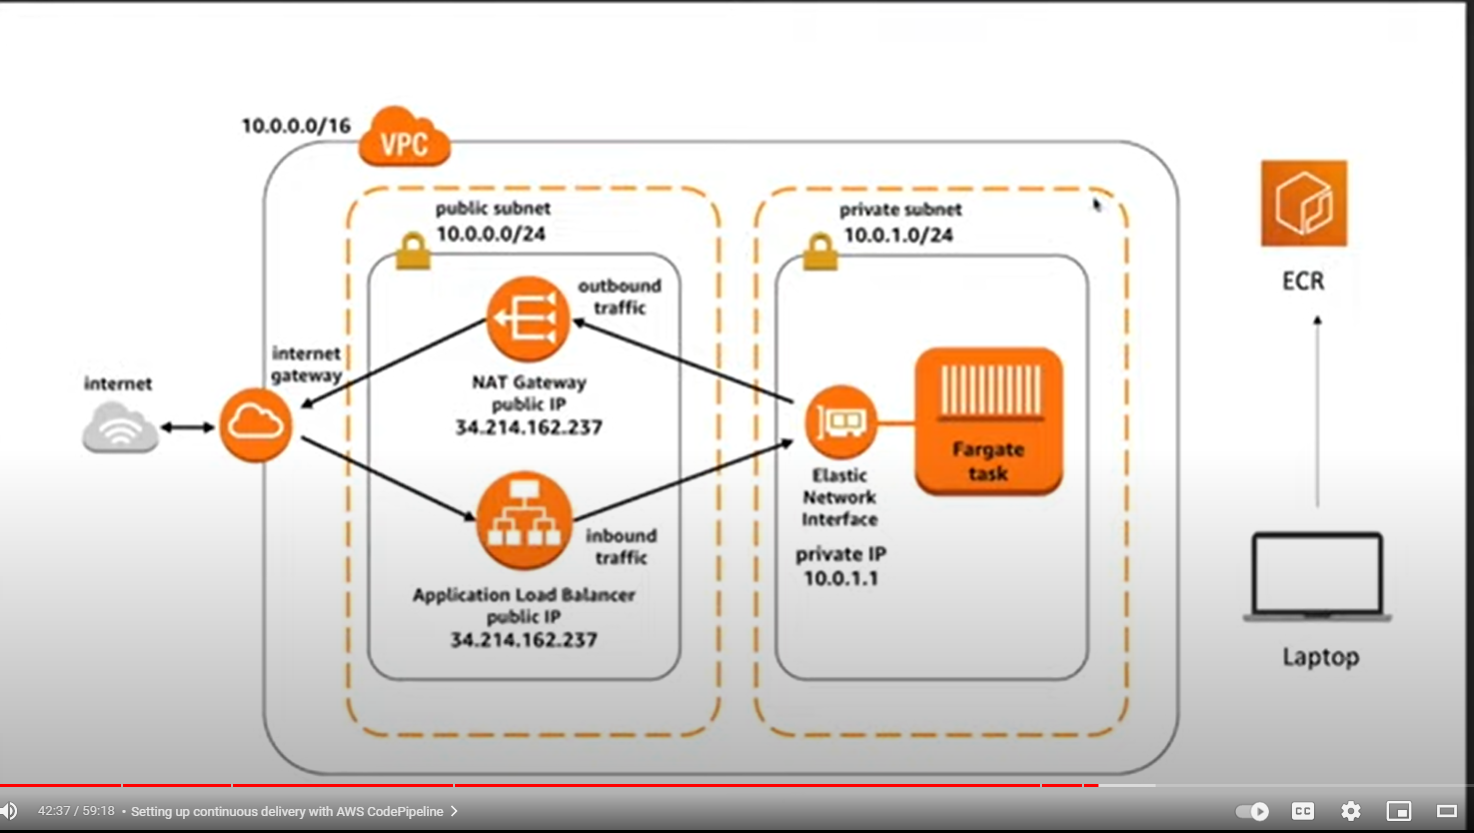 10.0.0.0/16
VPC
public subnet
10.0.0.0/24
private subnet
10.0.1.0/24
outbound
traffic
ECR
internet
gateway
internet
NAT Gateway
public IP
34.214.162.237
Fargate
task
Elastic
Network
Interface
private IP
10.0.1.1
inbound
traffic
Application Load Balancer
public IP
34.214.162.237
Laptop
42:37 / 59:18 • Setting up continuous delivery with AWS CodePipeline
CC